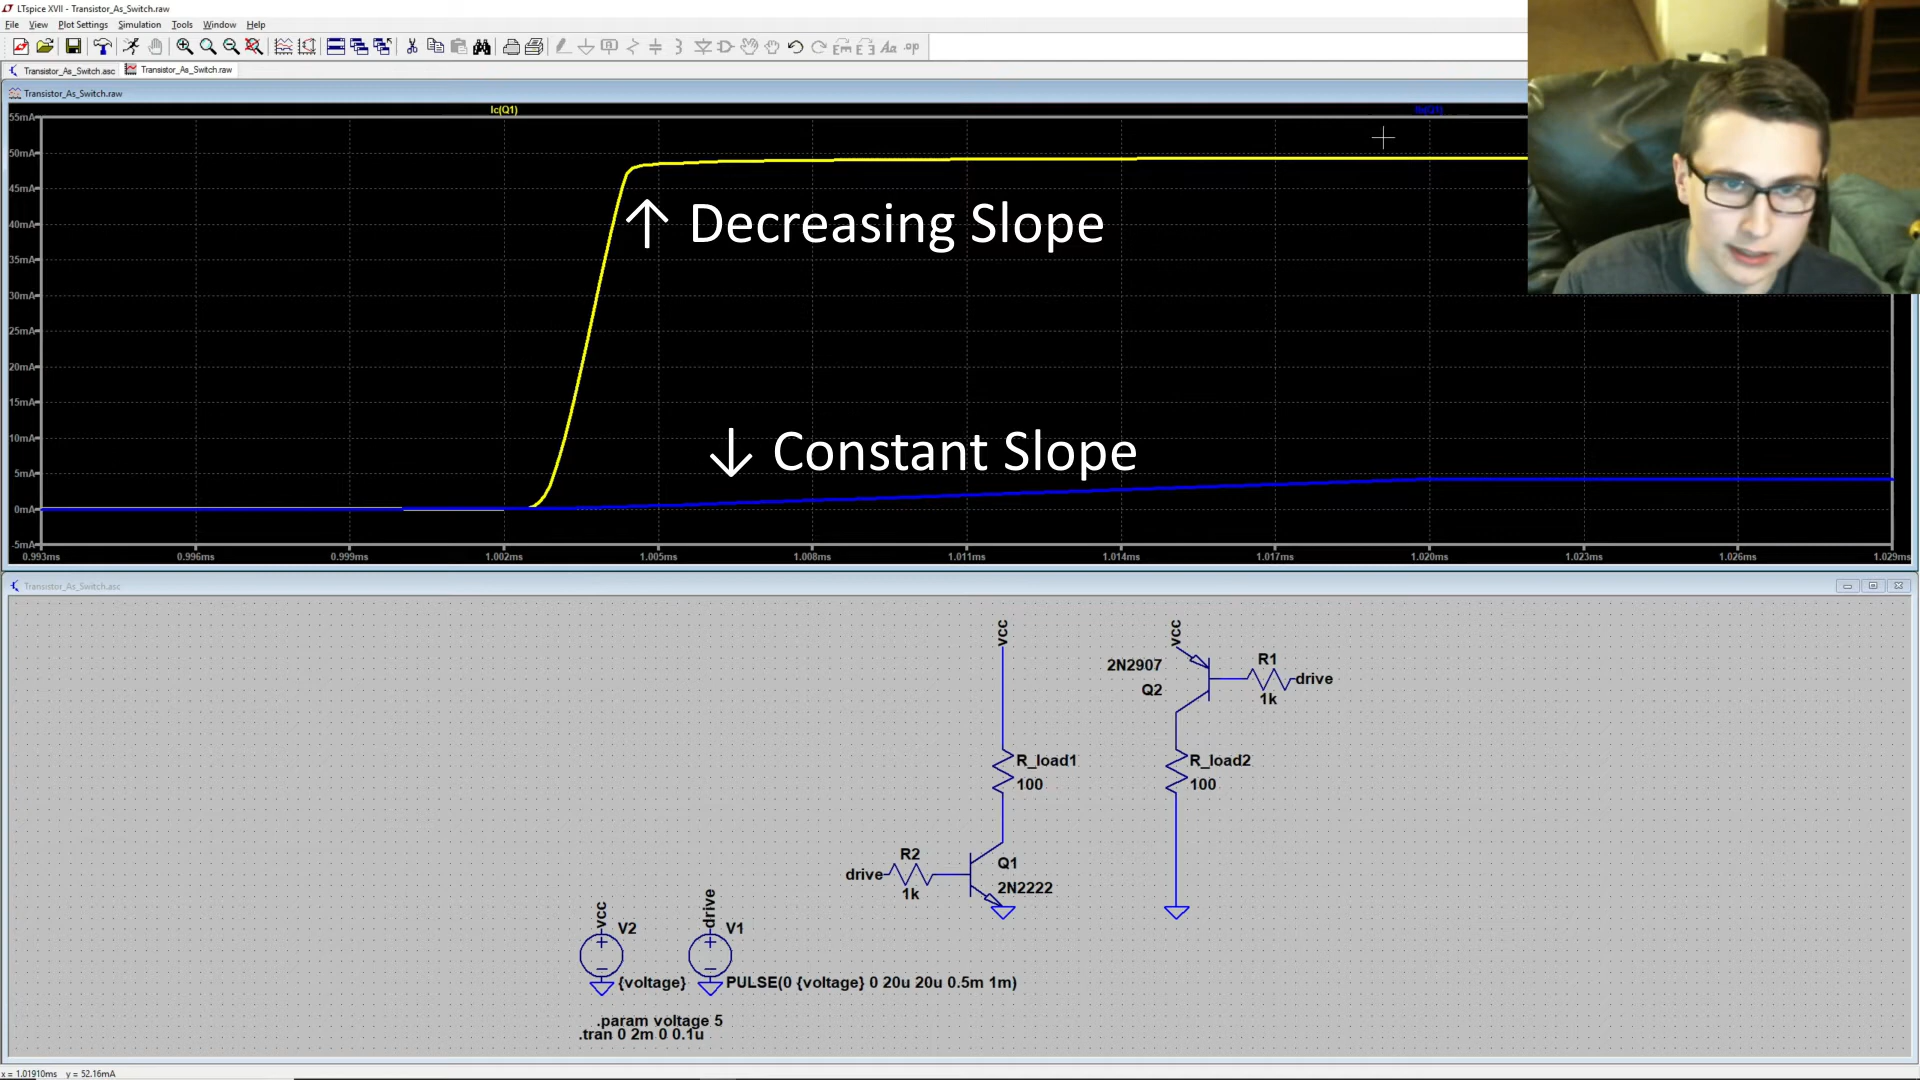 LTspice XVII - Transistor_As_Switch.raw
File View Plot Settings Simulation Tools Window Help
Transistor_As_Switch.asc Transistor_As_Switch.raw
Transistor_As_Switch.raw
Ic(Q1)
55mA
50mA
45mA
40mA
35mA
30mA
25mA
20mA
15mA
10mA
5mA
0mA
-5mA
↑ Decreasing Slope
↓ Constant Slope
0.993ms 0.996ms 0.999ms 1.002ms 1.005ms 1.008ms 1.011ms 1.014ms 1.017ms 1.020ms 1.023ms 1.026ms 1.029ms
Transistor_As_Switch.asc
vcc
vcc
2N2907
Q2
R1
1k
drive
R_load1
100
R_load2
100
drive
R2
1k
Q1
2N2222
vcc
V2
{voltage}
drive
V1
PULSE(0 {voltage} 0 20u 20u 0.5m 1m)
.param voltage 5
.tran 0 2m 0 0.1u
x = 1.01910ms y = 52.16mA